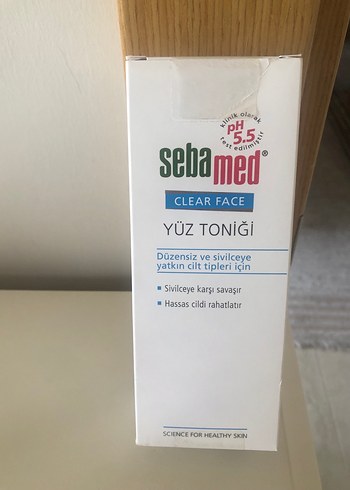 klinik olarak
pH
5.5
test edilmiştir
sebamed®
CLEAR FACE
YÜZ TONİĞİ
Düzensiz ve sivilceye
yatkın cilt tipleri için
▪ Sivilceye karşı savaşır
▪ Hassas cildi rahatlatır
SCIENCE FOR HEALTHY SKIN